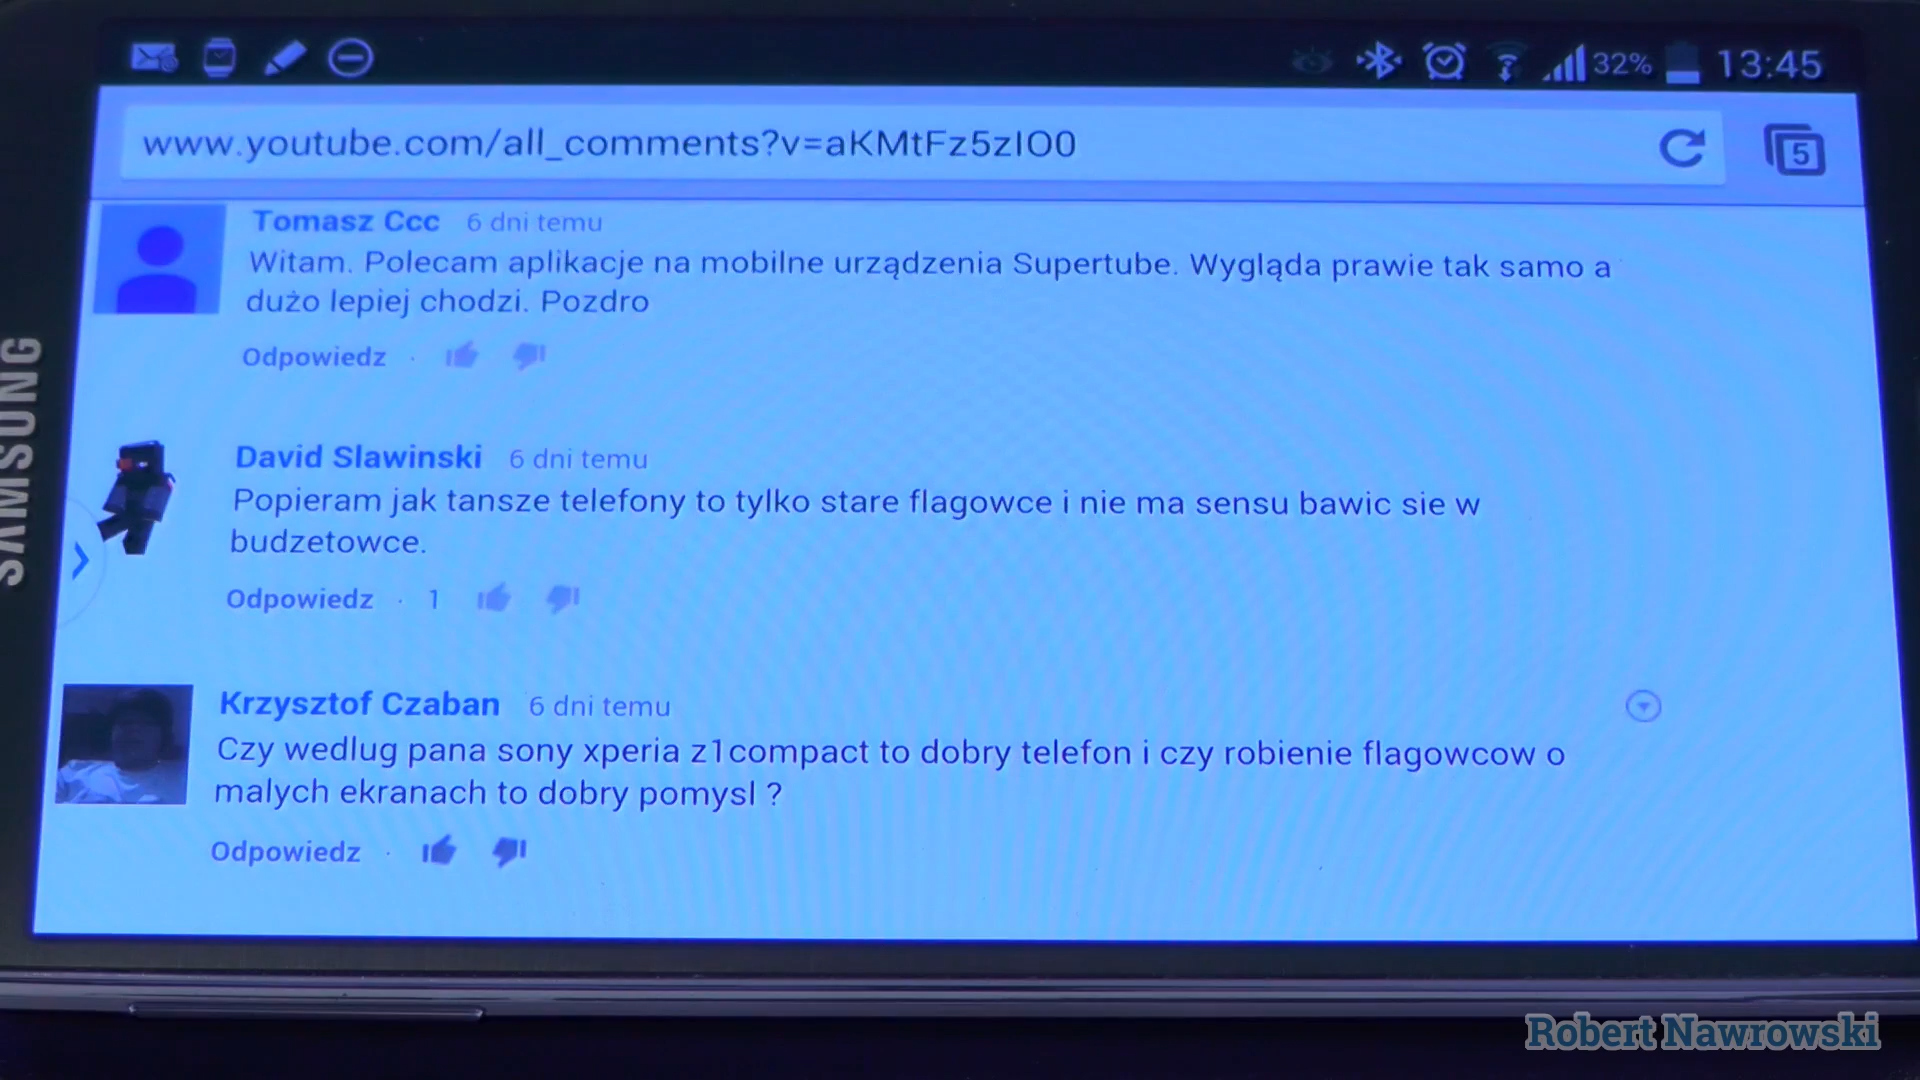 32% 13:45
www.youtube.com/all_comments?v=aKMtFz5zIO0
5
Tomasz Ccc 6 dni temu
Witam. Polecam aplikacje na mobilne urządzenia Supertube. Wygląda prawie tak samo a
dużo lepiej chodzi. Pozdro
Odpowiedz ·
David Slawinski 6 dni temu
Popieram jak tansze telefony to tylko stare flagowce i nie ma sensu bawic sie w
budzetowce.
Odpowiedz · 1
Krzysztof Czaban 6 dni temu
Czy wedlug pana sony xperia z1compact to dobry telefon i czy robienie flagowcow o
malych ekranach to dobry pomysl ?
Odpowiedz ·
SAMSUNG
Robert Nawrowski